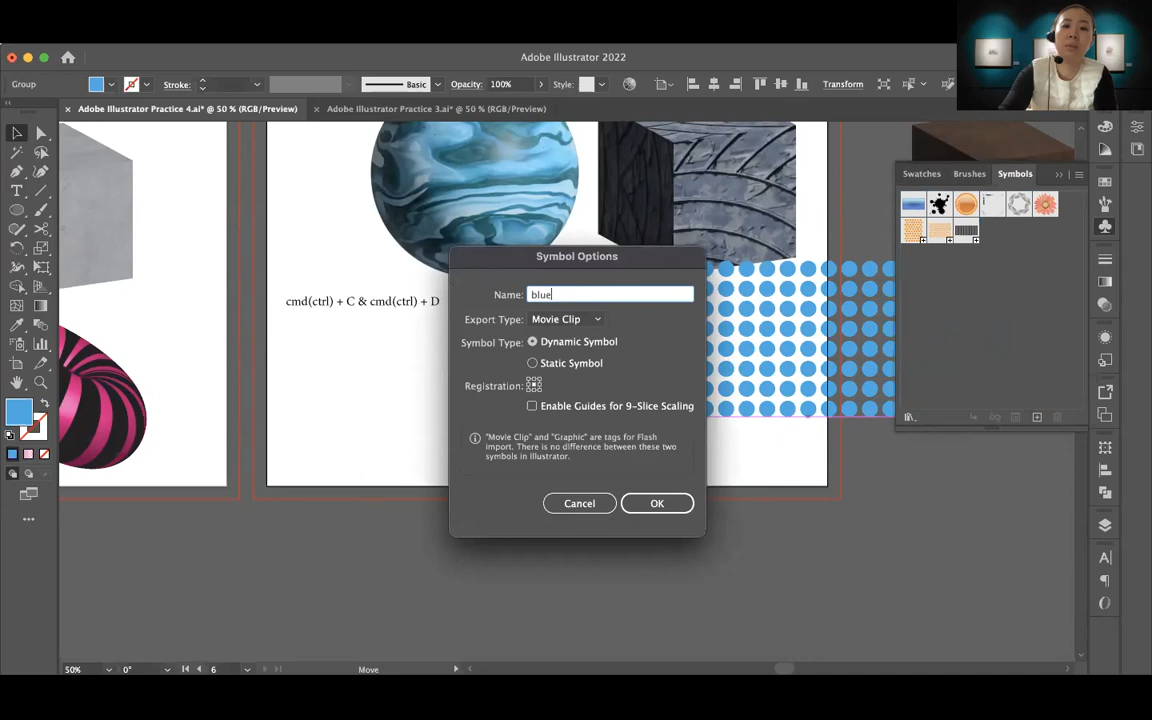 Adobe Illustrator 2022
Group
Stroke:
Basic
Opacity:
100%
Style:
Transform
Adobe Illustrator Practice 4.ai* @ 50 % (RGB/Preview)
Adobe Illustrator Practice 3.ai* @ 50 % (RGB/Preview)
Swatches
Brushes
Symbols
Symbol Options
Name:
blue
cmd(ctrl) + C & cmd(ctrl) + D
Export Type:
Movie Clip
Symbol Type:
Dynamic Symbol
Static Symbol
Registration:
Enable Guides for 9-Slice Scaling
"Movie Clip" and "Graphic" are tags for Flash
import. There is no difference between these two
symbols in Illustrator.
Cancel
OK
50%
0°
6
Move